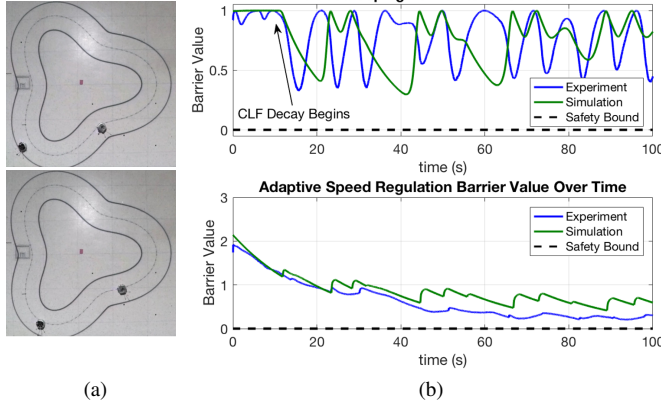 1
0.5
0
Barrier Value
CLF Decay Begins
Experiment
Simulation
Safety Bound
0 20 40 60 80 100
time (s)
Adaptive Speed Regulation Barrier Value Over Time
3
2
1
0
Barrier Value
Experiment
Simulation
Safety Bound
0 20 40 60 80 100
time (s)
(a) (b)